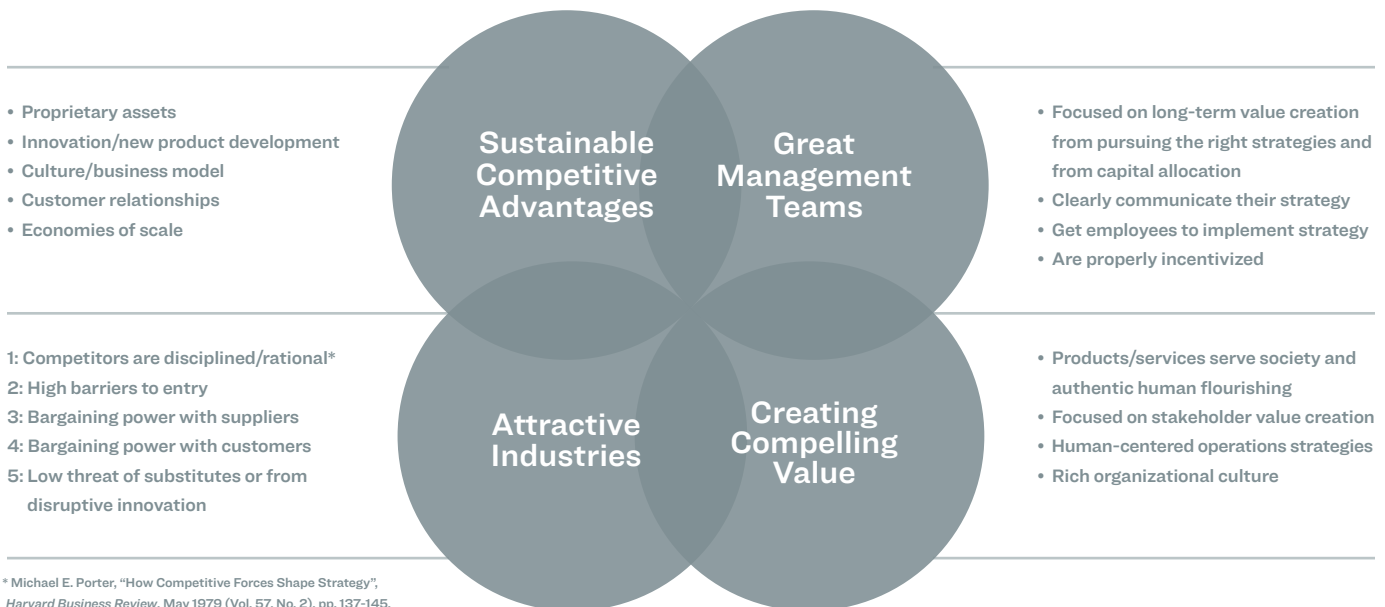 • Proprietary assets
• Innovation/new product development
• Culture/business model
• Customer relationships
• Economies of scale
Sustainable
Competitive
Advantages
Great
Management
Teams
• Focused on long-term value creation
from pursuing the right strategies and
from capital allocation
• Clearly communicate their strategy
• Get employees to implement strategy
• Are properly incentivized
1: Competitors are disciplined/rational*
2: High barriers to entry
3: Bargaining power with suppliers
4: Bargaining power with customers
5: Low threat of substitutes or from
disruptive innovation
Attractive
Industries
Creating
Compelling
Value
• Products/services serve society and
authentic human flourishing
• Focused on stakeholder value creation
• Human-centered operations strategies
• Rich organizational culture
* Michael E. Porter, “How Competitive Forces Shape Strategy”,
Harvard Business Review, May 1979 (Vol. 57, No. 2), pp. 137-145.